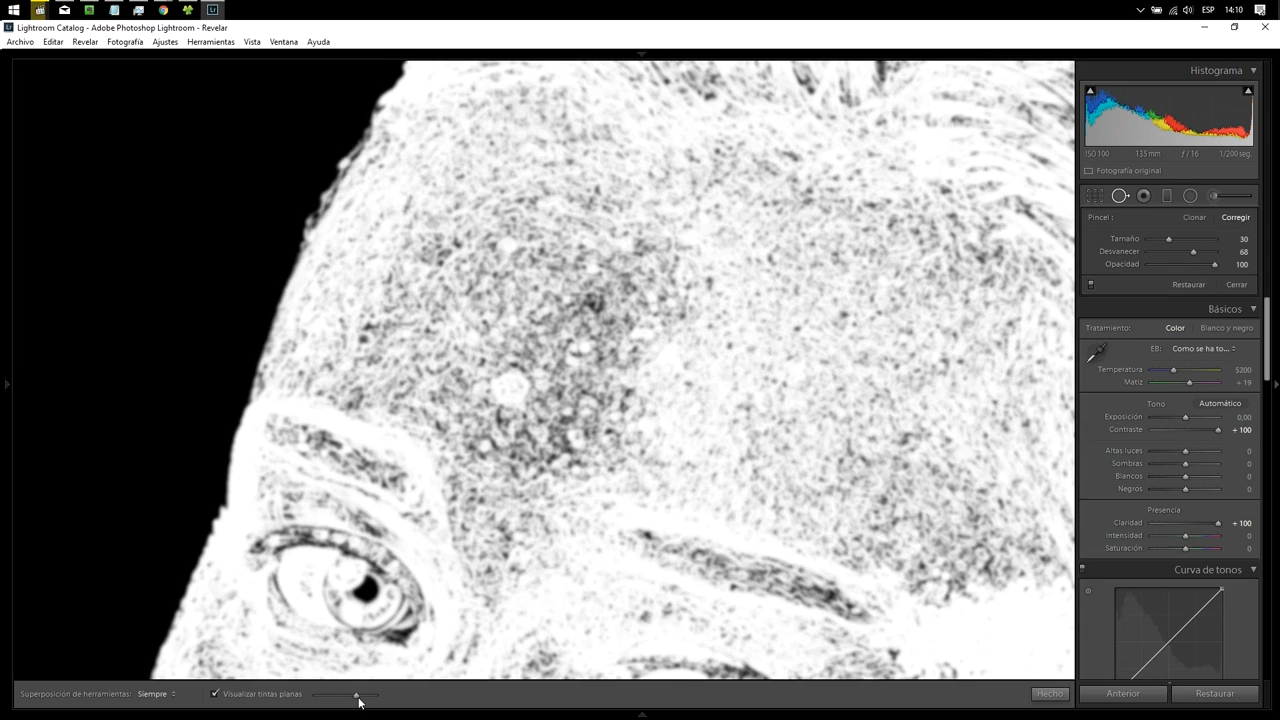 ESP 14:10
Lightroom Catalog - Adobe Photoshop Lightroom - Revelar
Archivo Editar Revelar Fotografía Ajustes Herramientas Vista Ventana Ayuda
Histograma
ISO 100 135 mm f / 16 1/200 seg.
Fotografía original
Pincel : Clonar Corregir
Tamaño 30
Desvanecer 68
Opacidad 100
Restaurar Cerrar
Básicos
Tratamiento: Color Blanco y negro
EB: Como se ha to...
Temperatura 5200
Matiz + 19
Tono Automático
Exposición 0,00
Contraste + 100
Altas luces 0
Sombras 0
Blancos 0
Negros 0
Presencia
Claridad + 100
Intensidad 0
Saturación 0
Curva de tonos
Superposición de herramientas: Siempre Visualizar tintas planas Hecho
Anterior Restaurar